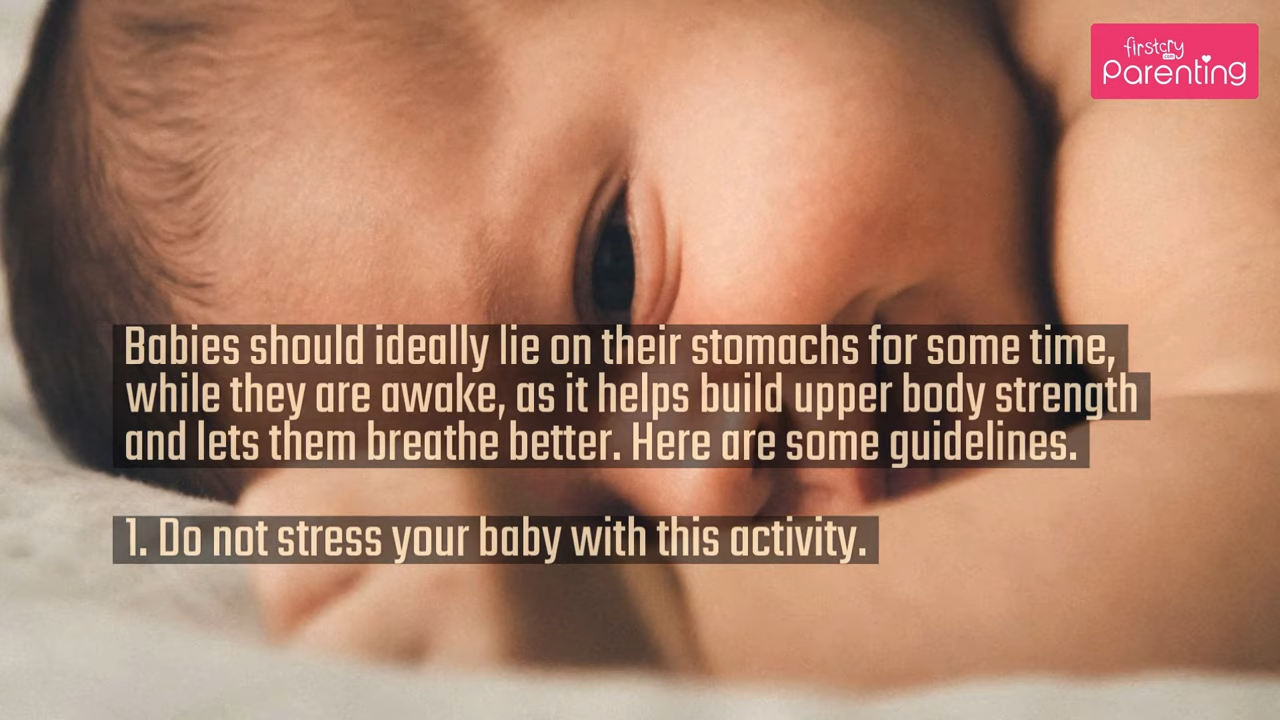 firstcry
.com
Parenting
Babies should ideally lie on their stomachs for some time,
while they are awake, as it helps build upper body strength
and lets them breathe better. Here are some guidelines.
1. Do not stress your baby with this activity.